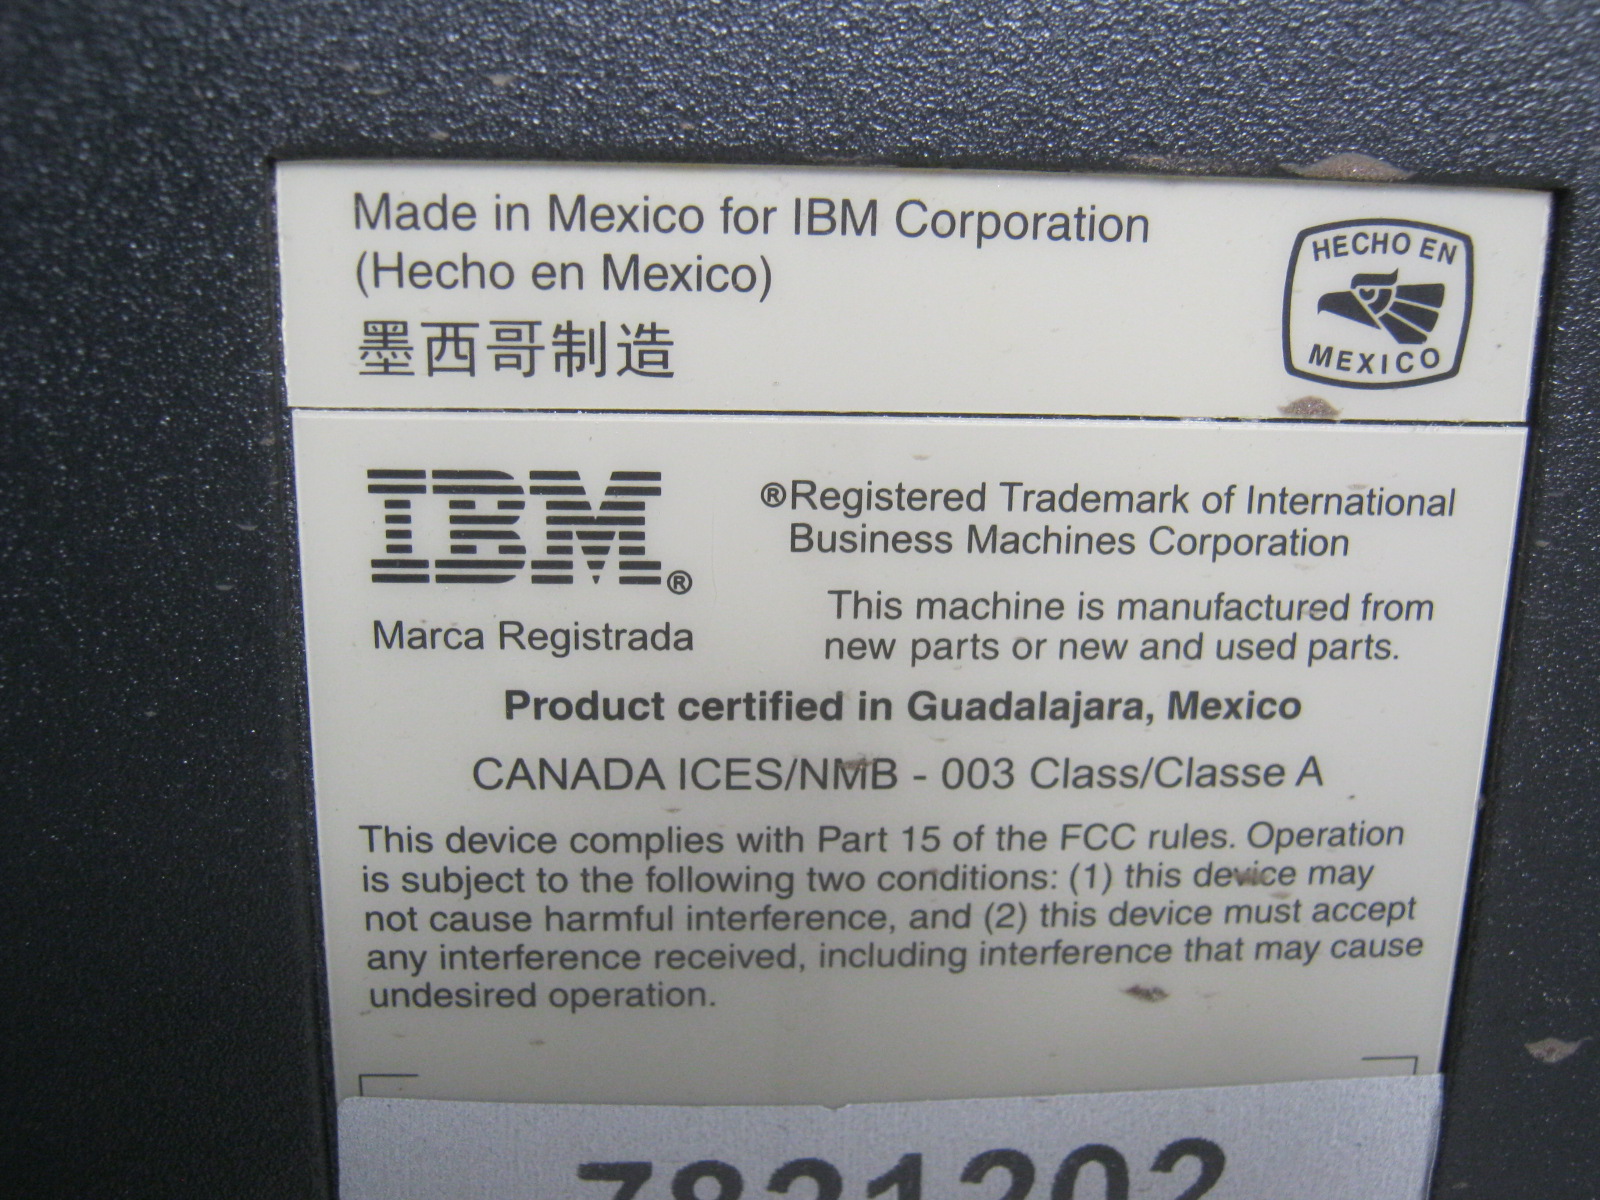 Made in Mexico for IBM Corporation
(Hecho en Mexico)
墨西哥制造
HECHO EN
MEXICO
IBM®
Marca Registrada
®Registered Trademark of International
Business Machines Corporation
This machine is manufactured from
new parts or new and used parts.
Product certified in Guadalajara, Mexico
CANADA ICES/NMB - 003 Class/Classe A
This device complies with Part 15 of the FCC rules. Operation
is subject to the following two conditions: (1) this device may
not cause harmful interference, and (2) this device must accept
any interference received, including interference that may cause
undesired operation.